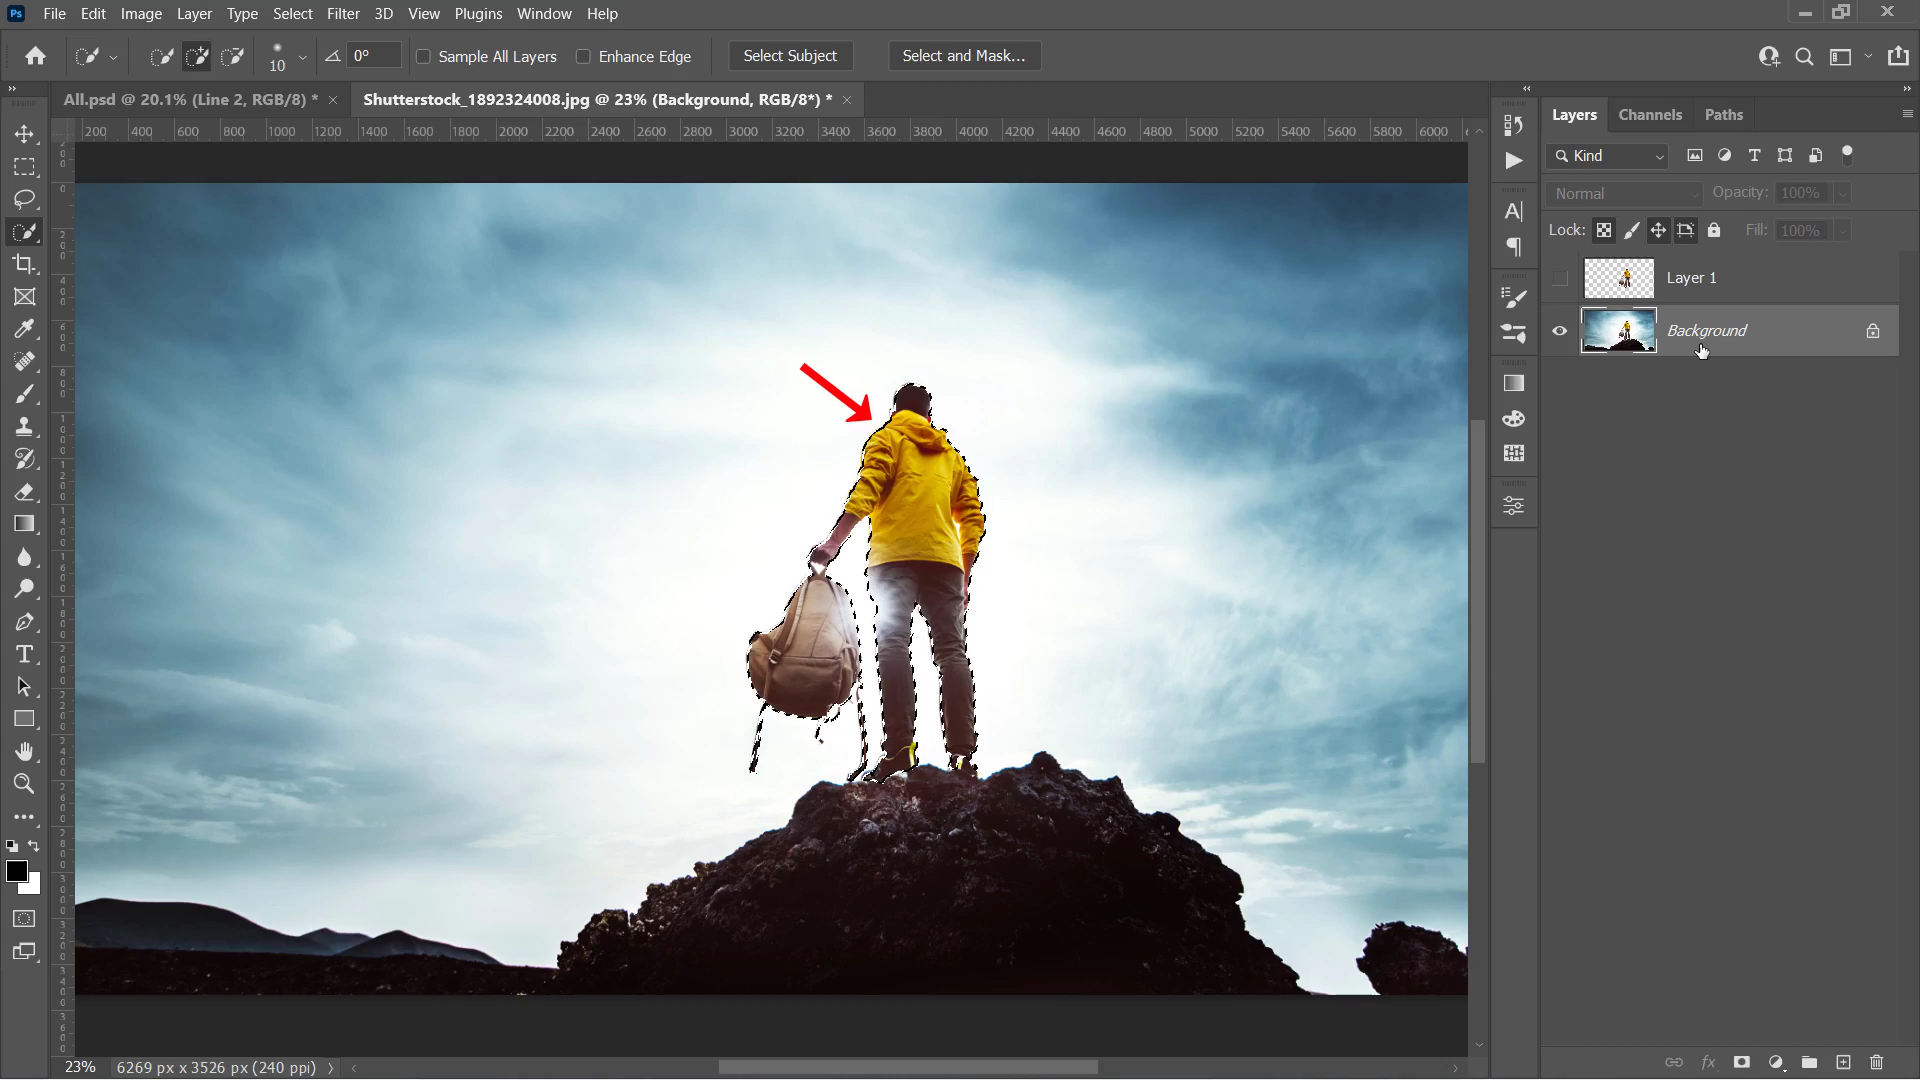 Ps File Edit Image Layer Type Select Filter 3D View Plugins Window Help
10 0° Sample All Layers Enhance Edge Select Subject Select and Mask...
All.psd @ 20.1% (Line 2, RGB/8) * × Shutterstock_1892324008.jpg @ 23% (Background, RGB/8*) * ×
200 400 600 800 1000 1200 1400 1600 1800 2000 2200 2400 2600 2800 3000 3200 3400 3600 3800 4000 4200 4400 4600 4800 5000 5200 5400 5600 5800 6000
Layers Channels Paths
Kind
Normal Opacity: 100%
Lock: Fill: 100%
Layer 1
Background
23% 6269 px x 3526 px (240 ppi)